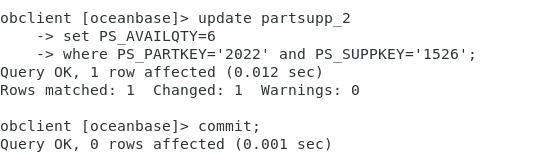 obclient [oceanbase]> update partsupp_2
    -> set PS_AVAILQTY=6
    -> where PS_PARTKEY='2022' and PS_SUPPKEY='1526';
Query OK, 1 row affected (0.012 sec)
Rows matched: 1  Changed: 1  Warnings: 0

obclient [oceanbase]> commit;
Query OK, 0 rows affected (0.001 sec)